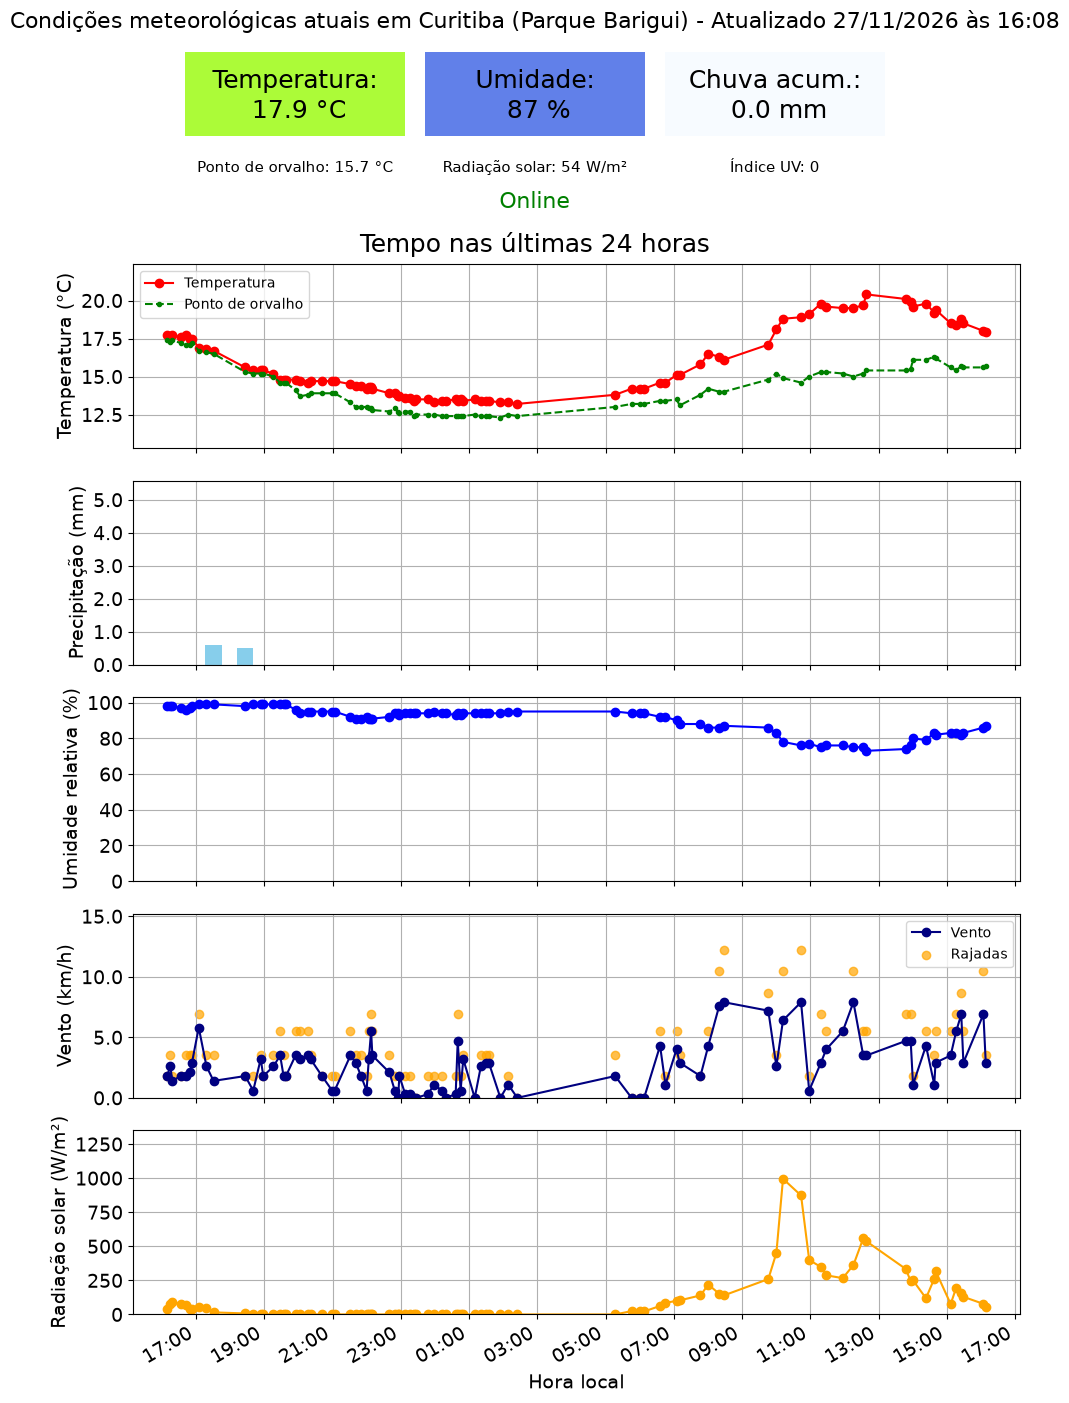 Condições meteorológicas atuais em Curitiba (Parque Barigui) - Atualizado 27/11/2026 às 16:08
Temperatura:
17.9 °C
Umidade:
87 %
Chuva acum.:
0.0 mm
Ponto de orvalho: 15.7 °C
Radiação solar: 54 W/m²
Índice UV: 0
Online
Tempo nas últimas 24 horas
Temperatura (°C)
20.0
17.5
15.0
12.5
Temperatura
Ponto de orvalho
Precipitação (mm)
5.0
4.0
3.0
2.0
1.0
0.0
Umidade relativa (%)
100
80
60
40
20
0
Vento (km/h)
15.0
10.0
5.0
0.0
Vento
Rajadas
Radiação solar (W/m²)
1250
1000
750
500
250
0
17:00
19:00
21:00
23:00
01:00
03:00
05:00
07:00
09:00
11:00
13:00
15:00
17:00
Hora local